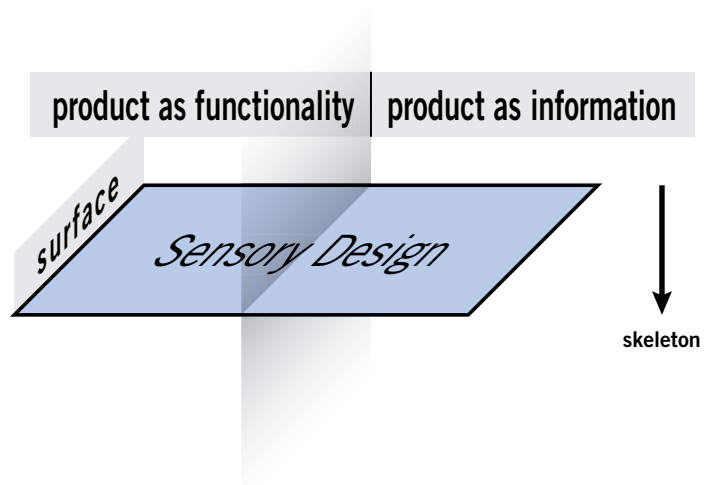 product as functionality
product as information
surface
Sensory Design
skeleton